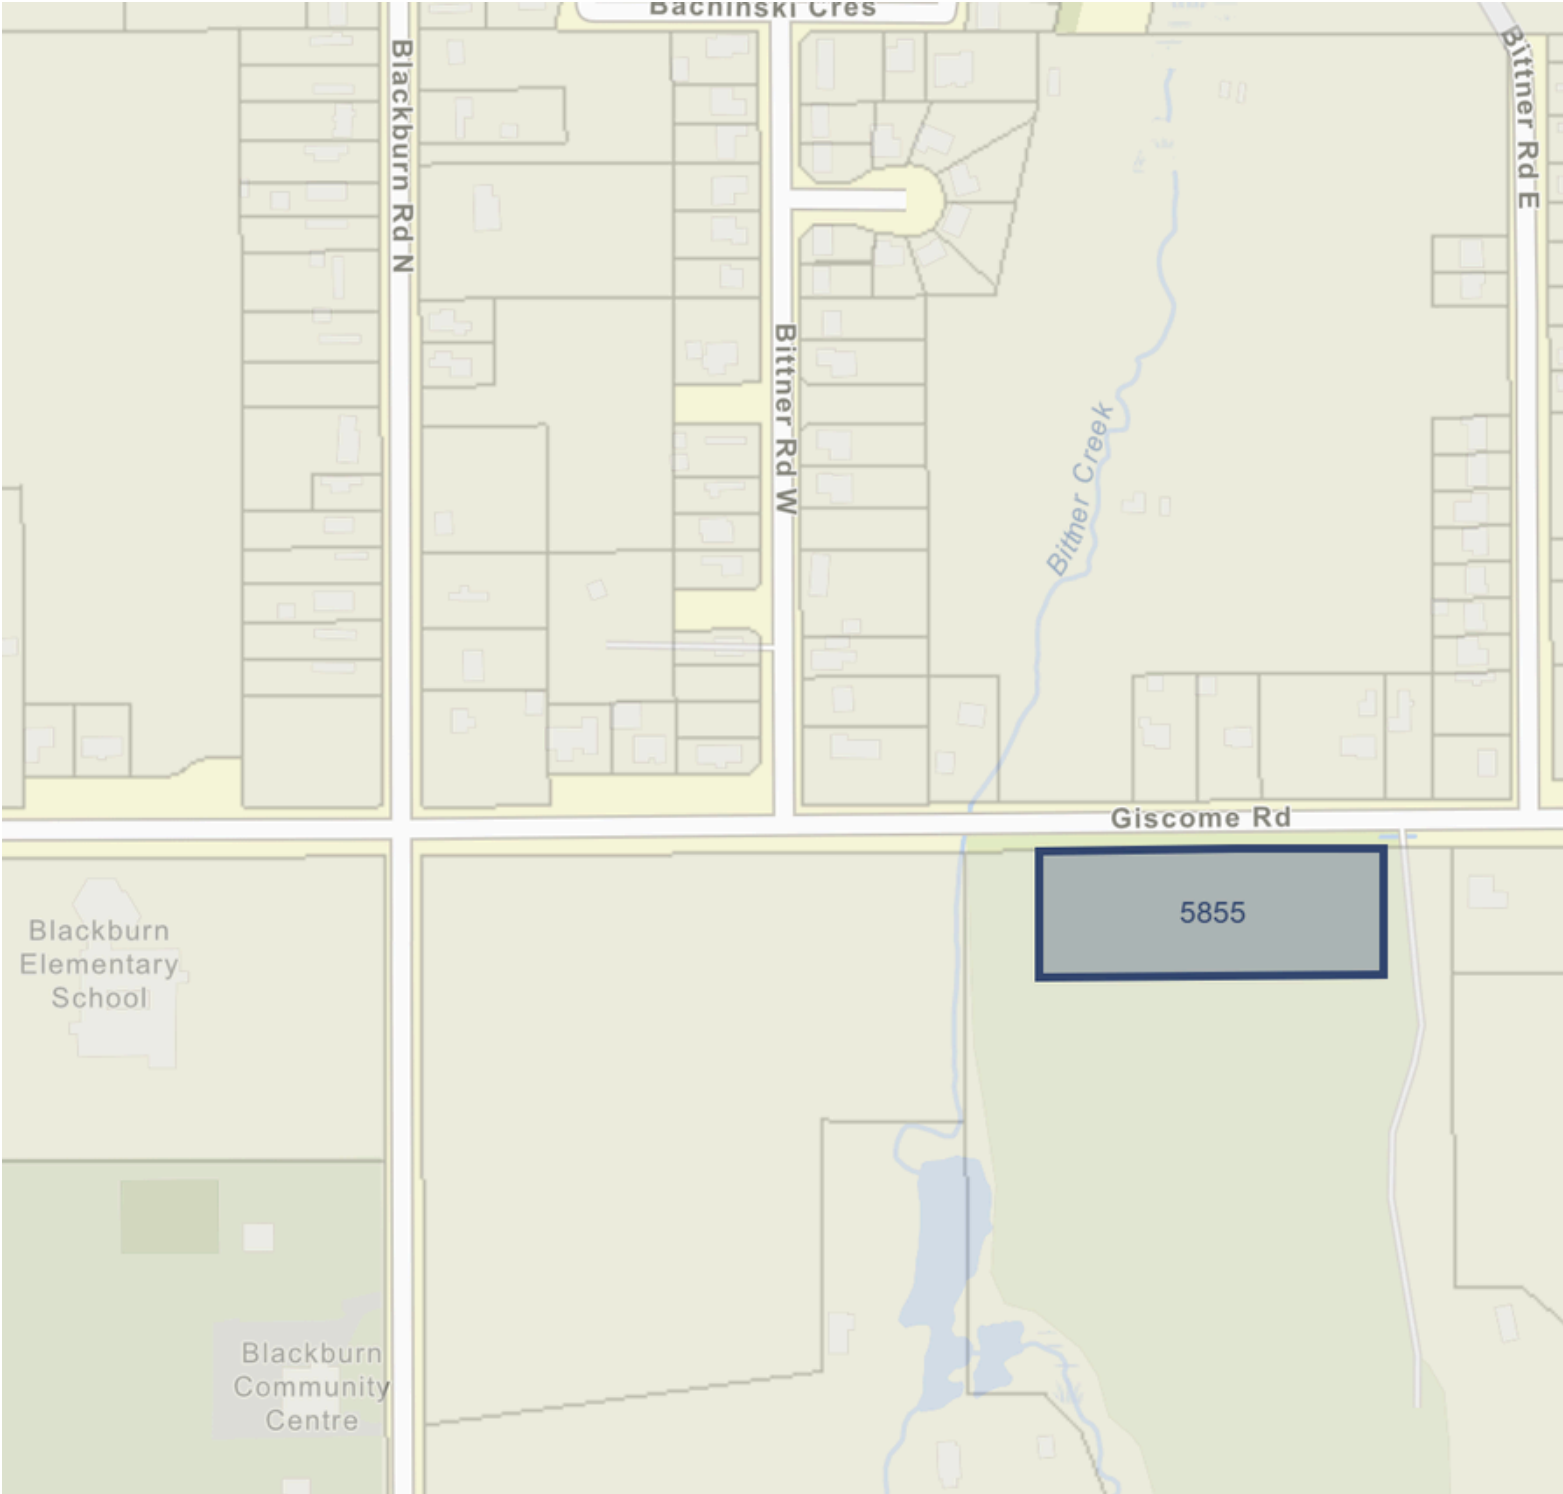 Bachinski Cres
Blackburn Rd N
Bittner Rd E
Bittner Rd W
Bittner Creek
Giscome Rd
5855
Blackburn
Elementary
School
Blackburn
Community
Centre